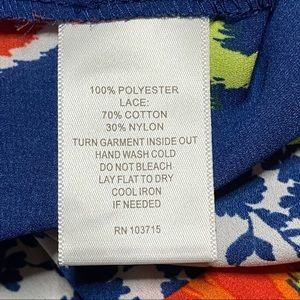 100% POLYESTER
LACE:
70% COTTON
30% NYLON
TURN GARMENT INSIDE OUT
HAND WASH COLD
DO NOT BLEACH
LAY FLAT TO DRY
COOL IRON
IF NEEDED
RN 103715